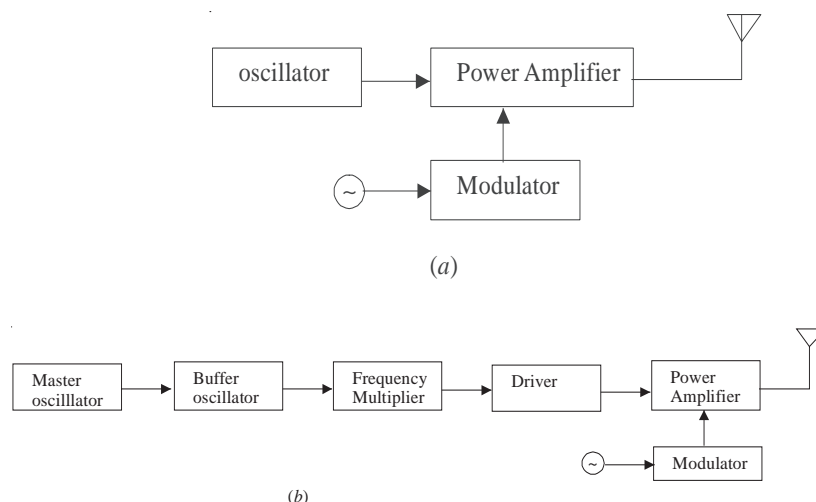 oscillator
Power Amplifier
~
Modulator
(a)
Master
oscilllator
Buffer
oscillator
Frequency
Multiplier
Driver
Power
Amplifier
~
Modulator
(b)